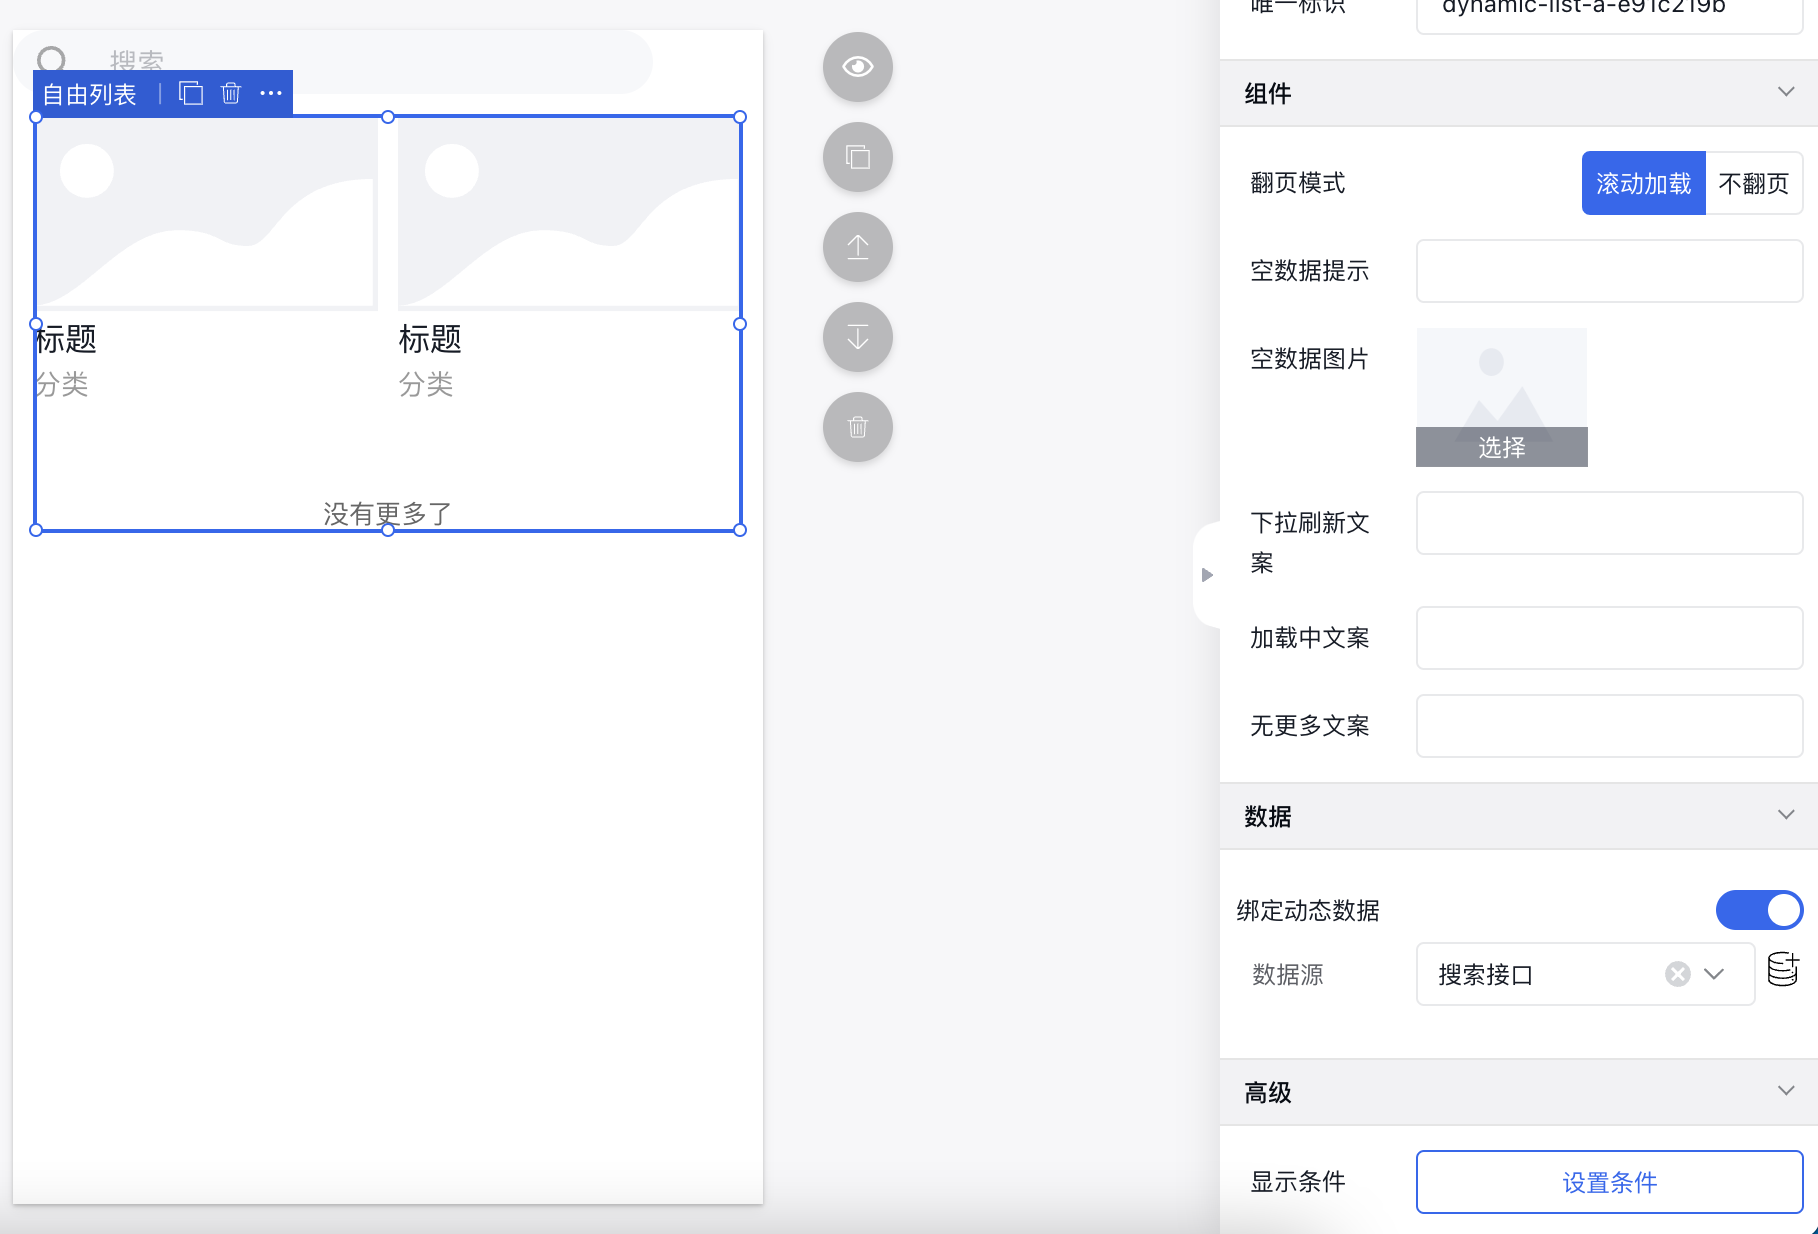 搜索
自由列表
标题
标题
分类
分类
没有更多了
唯一标识
dynamic-list-a-e91c219b
组件
翻页模式
滚动加载
不翻页
空数据提示
空数据图片
选择
下拉刷新文
案
加载中文案
无更多文案
数据
绑定动态数据
数据源
搜索接口
高级
显示条件
设置条件